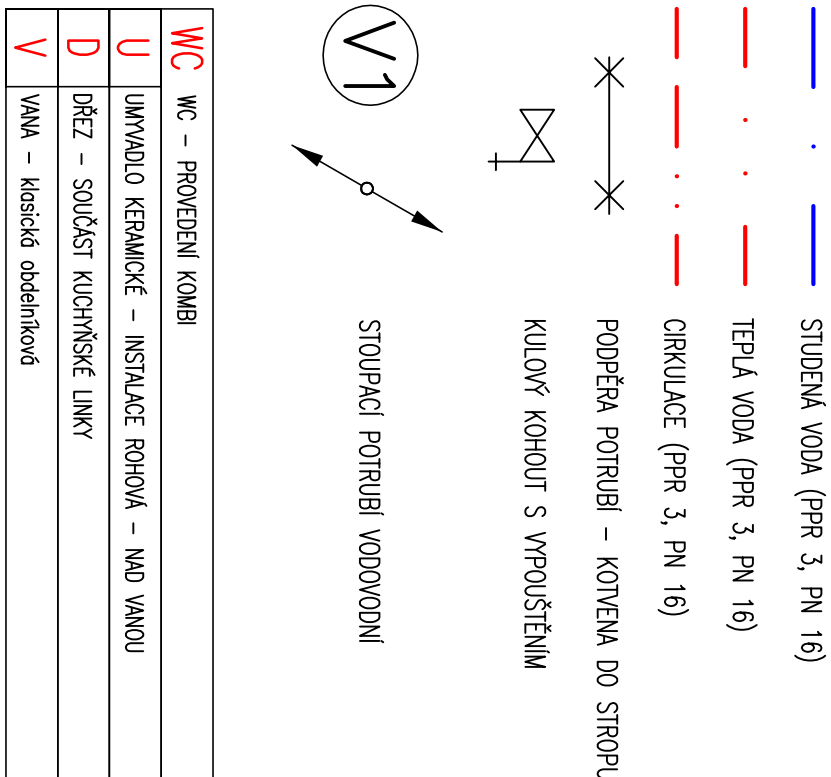 STUDENÁ VODA (PPR 3, PN 16)
TEPLÁ VODA (PPR 3, PN 16)
CIRKULACE (PPR 3, PN 16)
PODPĚRA POTRUBÍ – KOTVENA DO STROPU
KULOVÝ KOHOUT S VYPOUŠTĚNÍM
V1 STOUPACÍ POTRUBÍ VODOVODNÍ
WC WC – PROVEDENÍ KOMBI
U UMYVADLO KERAMICKÉ – INSTALACE ROHOVÁ – NAD VANOU
D DŘEZ – SOUČÁST KUCHYŇSKÉ LINKY
V VANA – klasická obdelníková